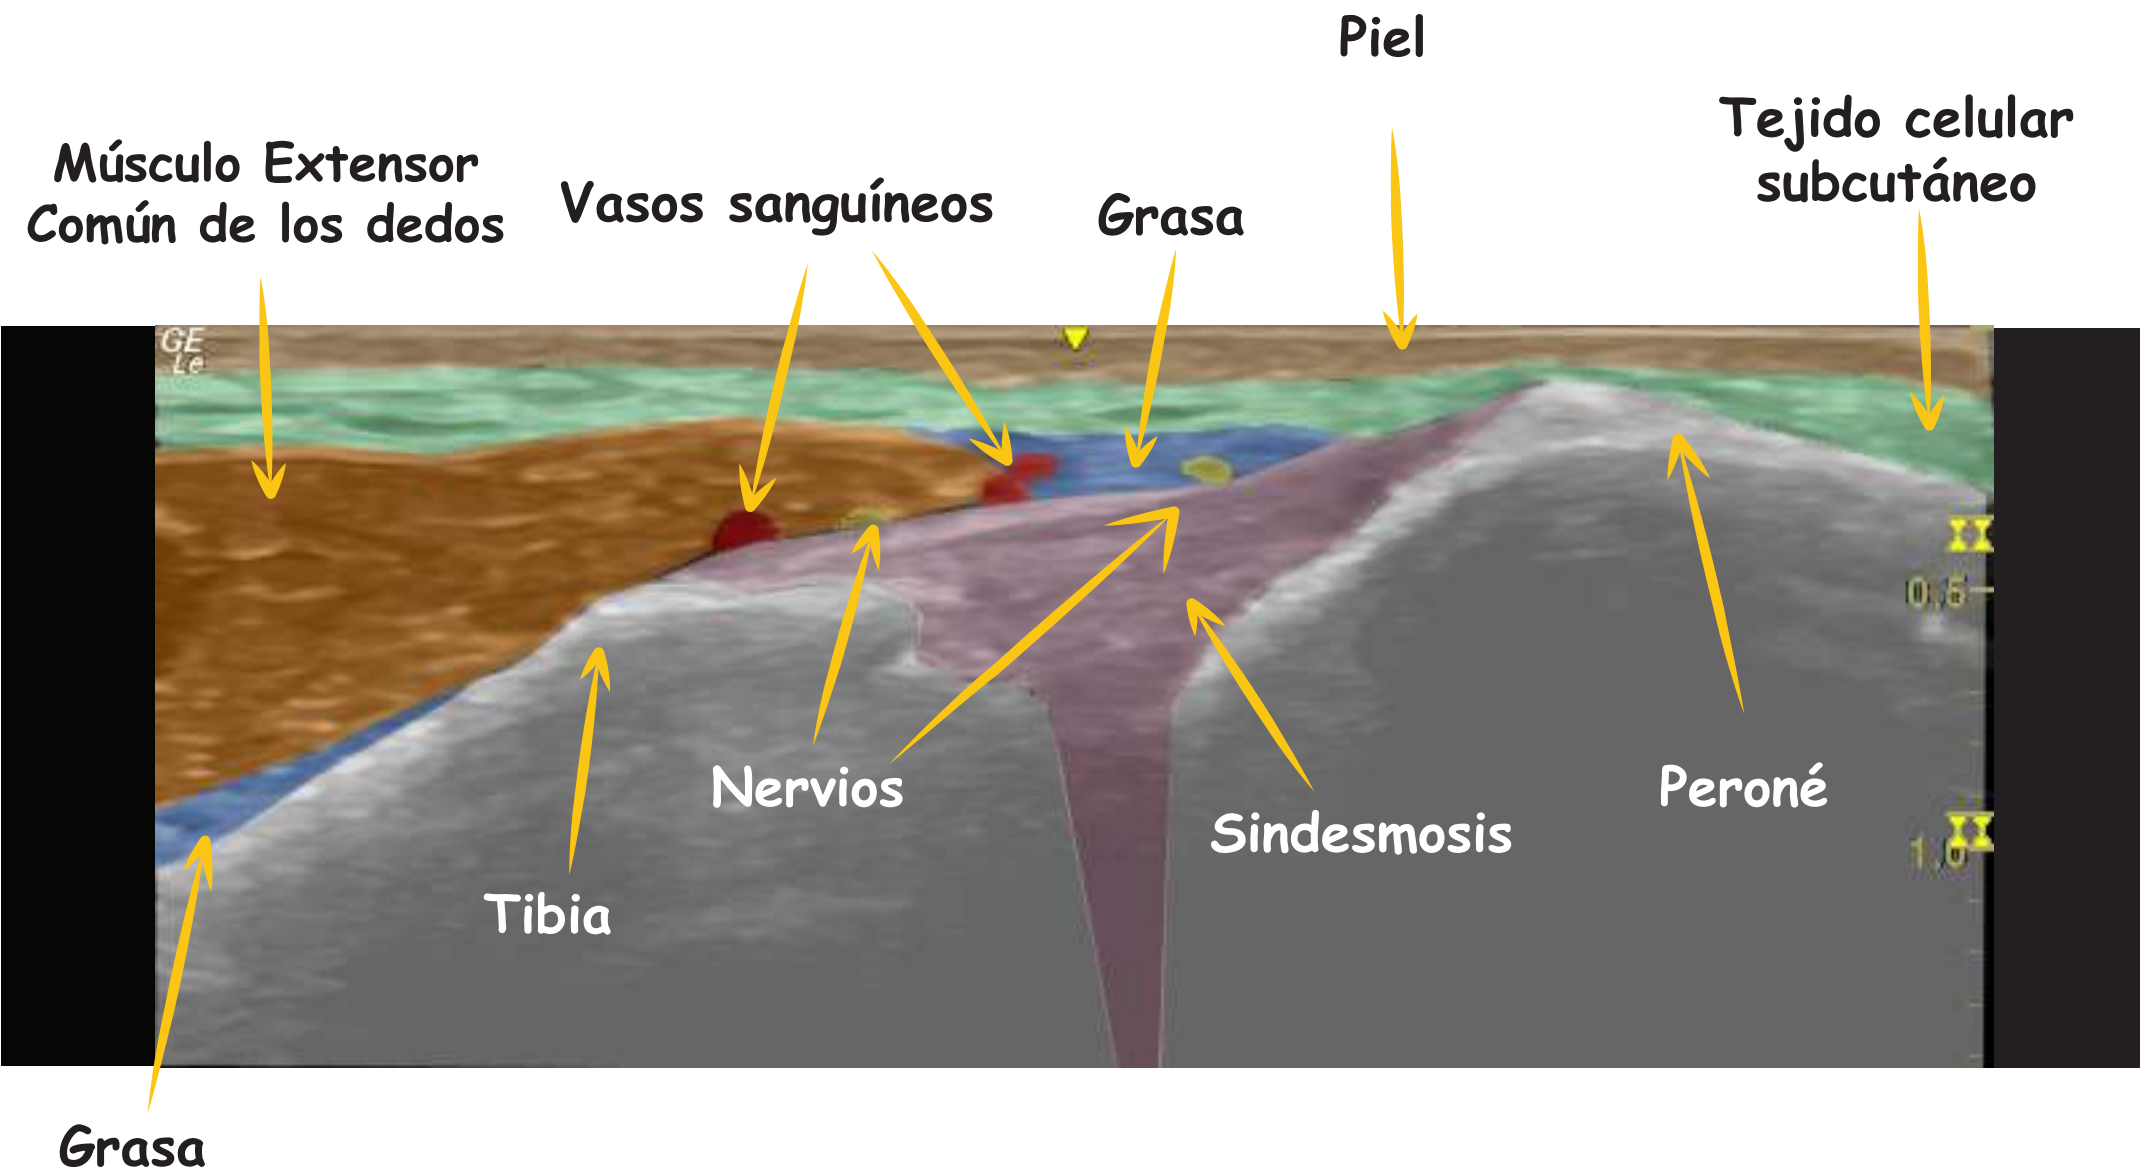 Piel
Tejido celular
subcutáneo
Músculo Extensor
Común de los dedos
Vasos sanguíneos
Grasa
GE
Le
0.5
Nervios
Peroné
Sindesmosis
1.0
Tibia
Grasa